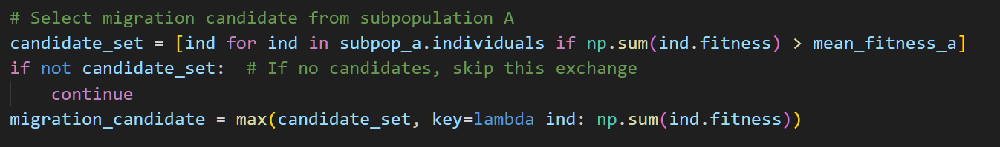 # Select migration candidate from subpopulation A
candidate_set = [ind for ind in subpop_a.individuals if np.sum(ind.fitness) > mean_fitness_a]
if not candidate_set:  # If no candidates, skip this exchange
    continue
migration_candidate = max(candidate_set, key=lambda ind: np.sum(ind.fitness))